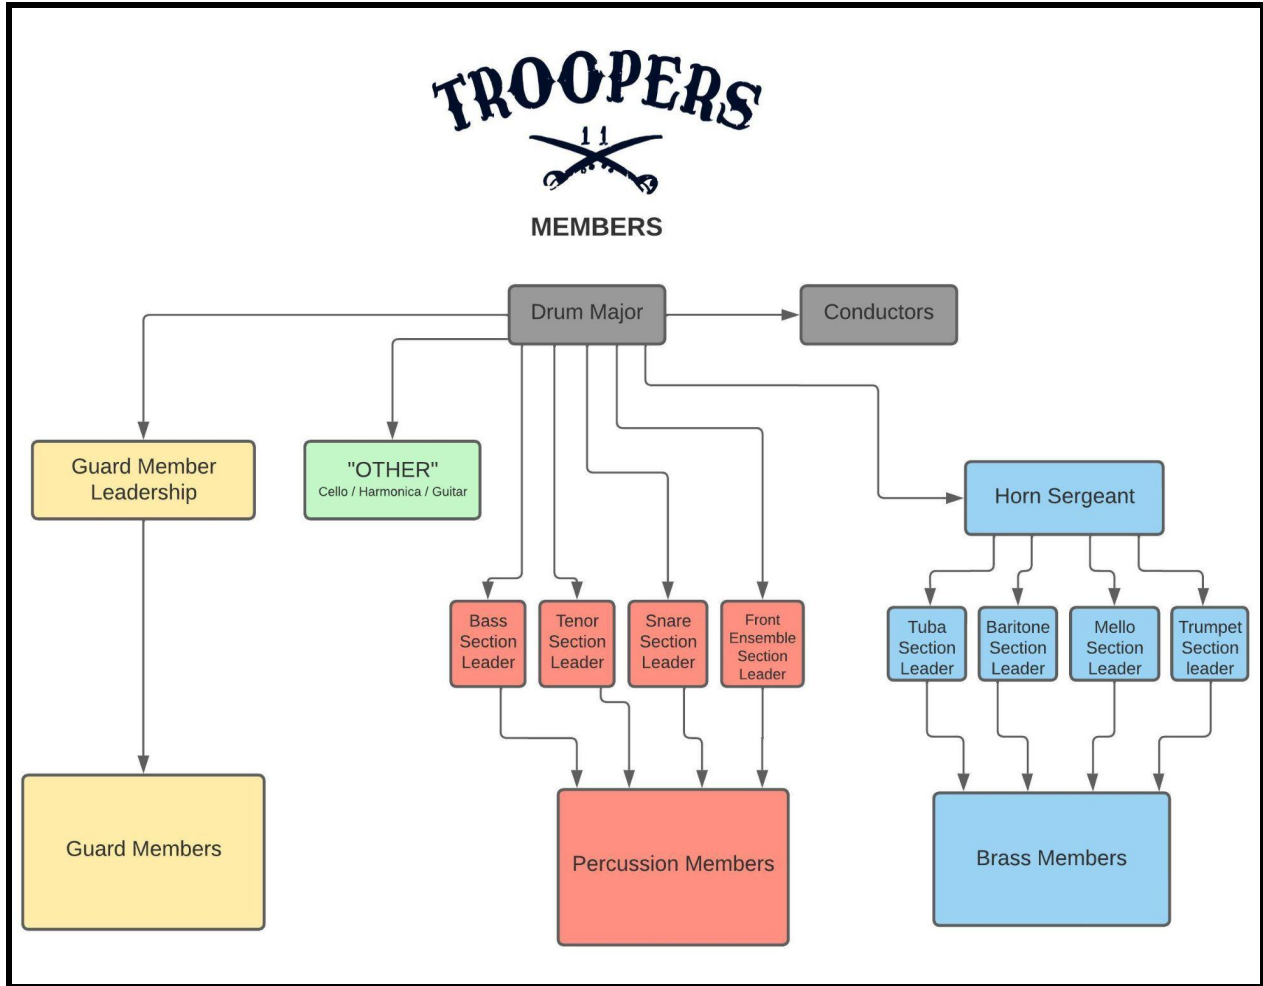 TROOPERS
11
MEMBERS
Drum Major
Conductors
Guard Member
Leadership
"OTHER"
Cello / Harmonica / Guitar
Horn Sergeant
Bass
Section
Leader
Tenor
Section
Leader
Snare
Section
Leader
Front
Ensemble
Section
Leader
Tuba
Section
Leader
Baritone
Section
Leader
Mello
Section
Leader
Trumpet
Section
leader
Guard Members
Percussion Members
Brass Members